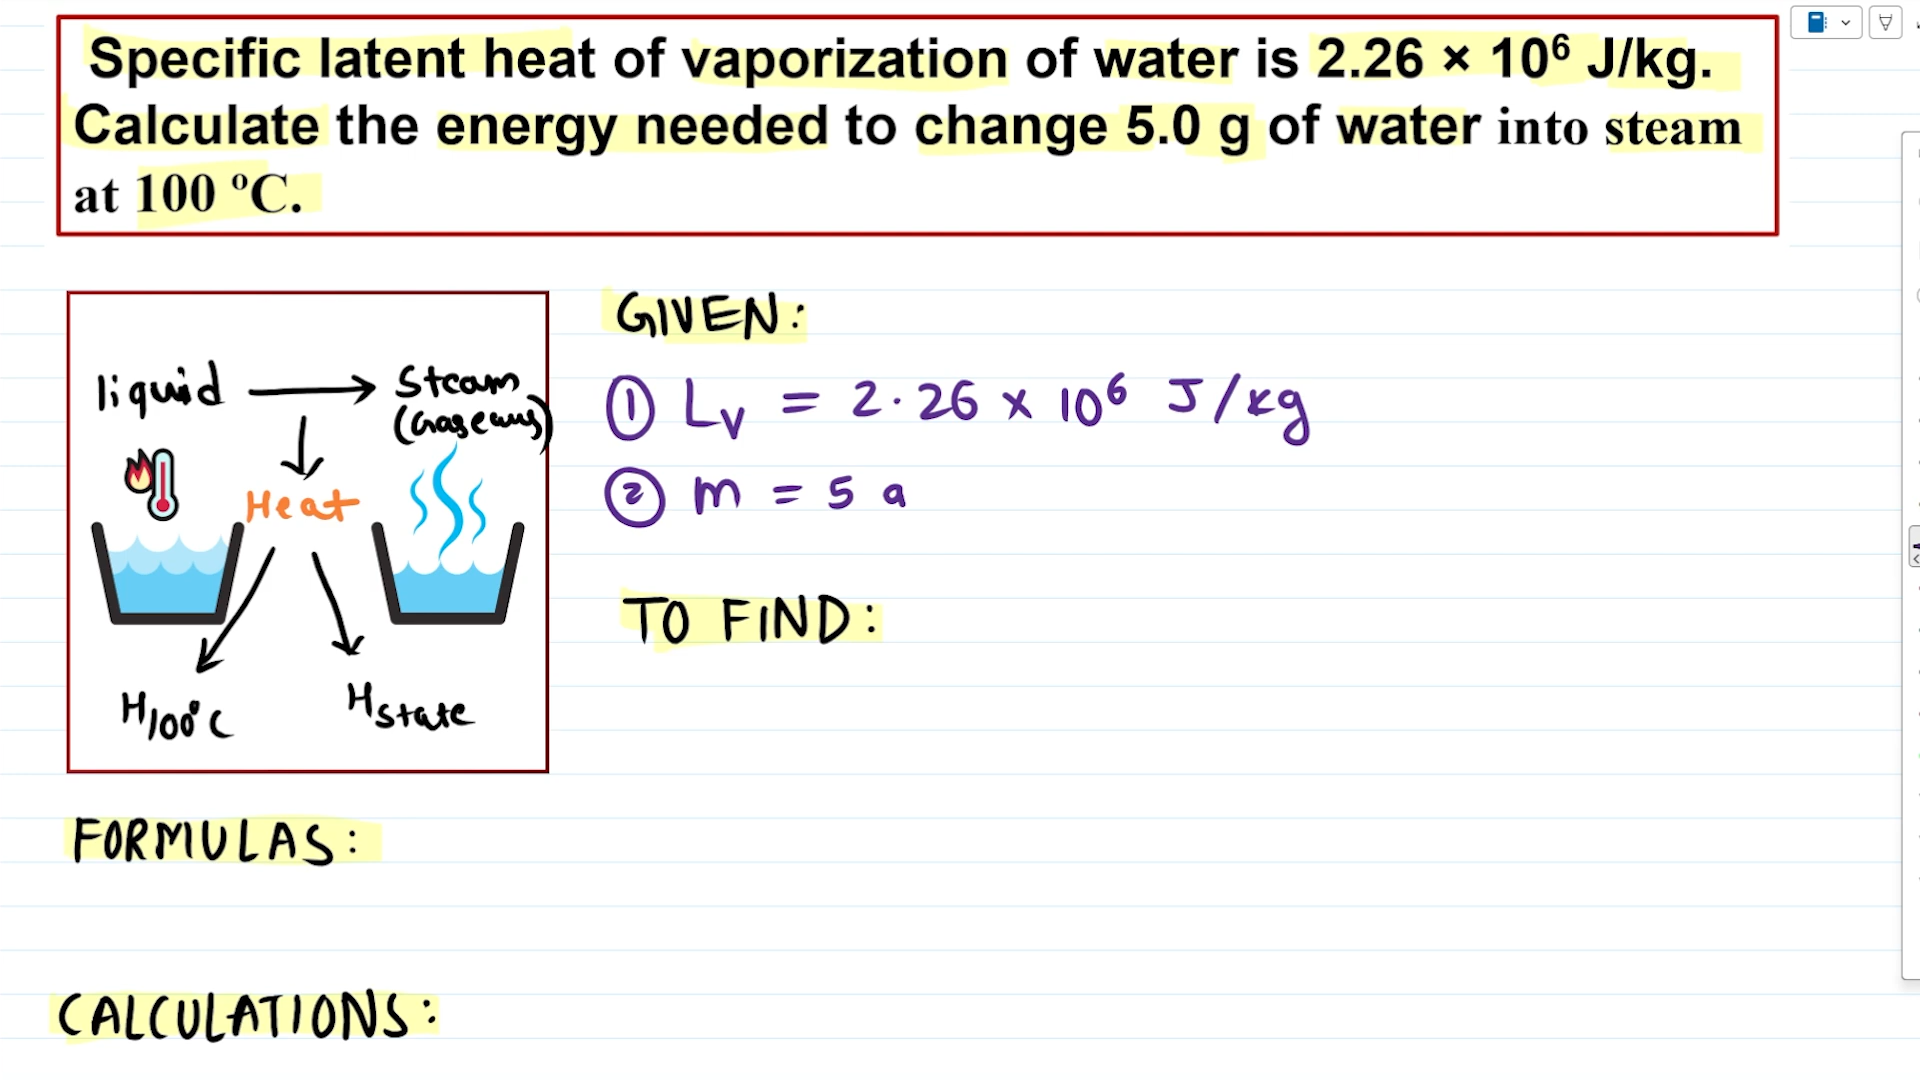 Specific latent heat of vaporization of water is 2.26 × 10⁶ J/kg.
Calculate the energy needed to change 5.0 g of water into steam
at 100 ºC.
GIVEN:
① Lᵥ = 2.26 × 10⁶ J/kg
② m = 5 a
TO FIND:
liquid → Steam
(Gaseous)
Heat
H100°C
Hstate
FORMULAS:
CALCULATIONS: